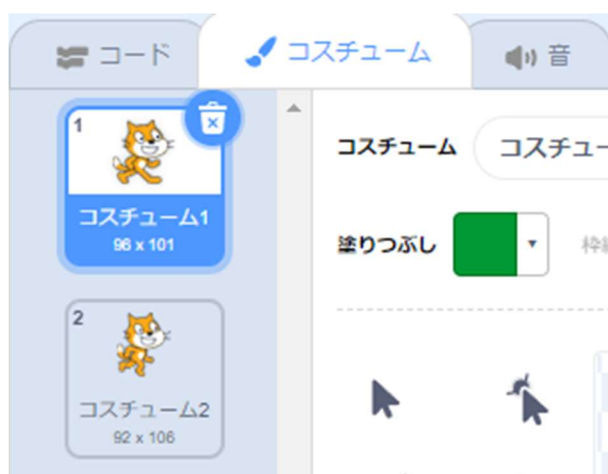 コード
コスチューム
音
1
コスチューム1
96 x 101
2
コスチューム2
92 x 106
コスチューム
コスチュー
塗りつぶし
枠